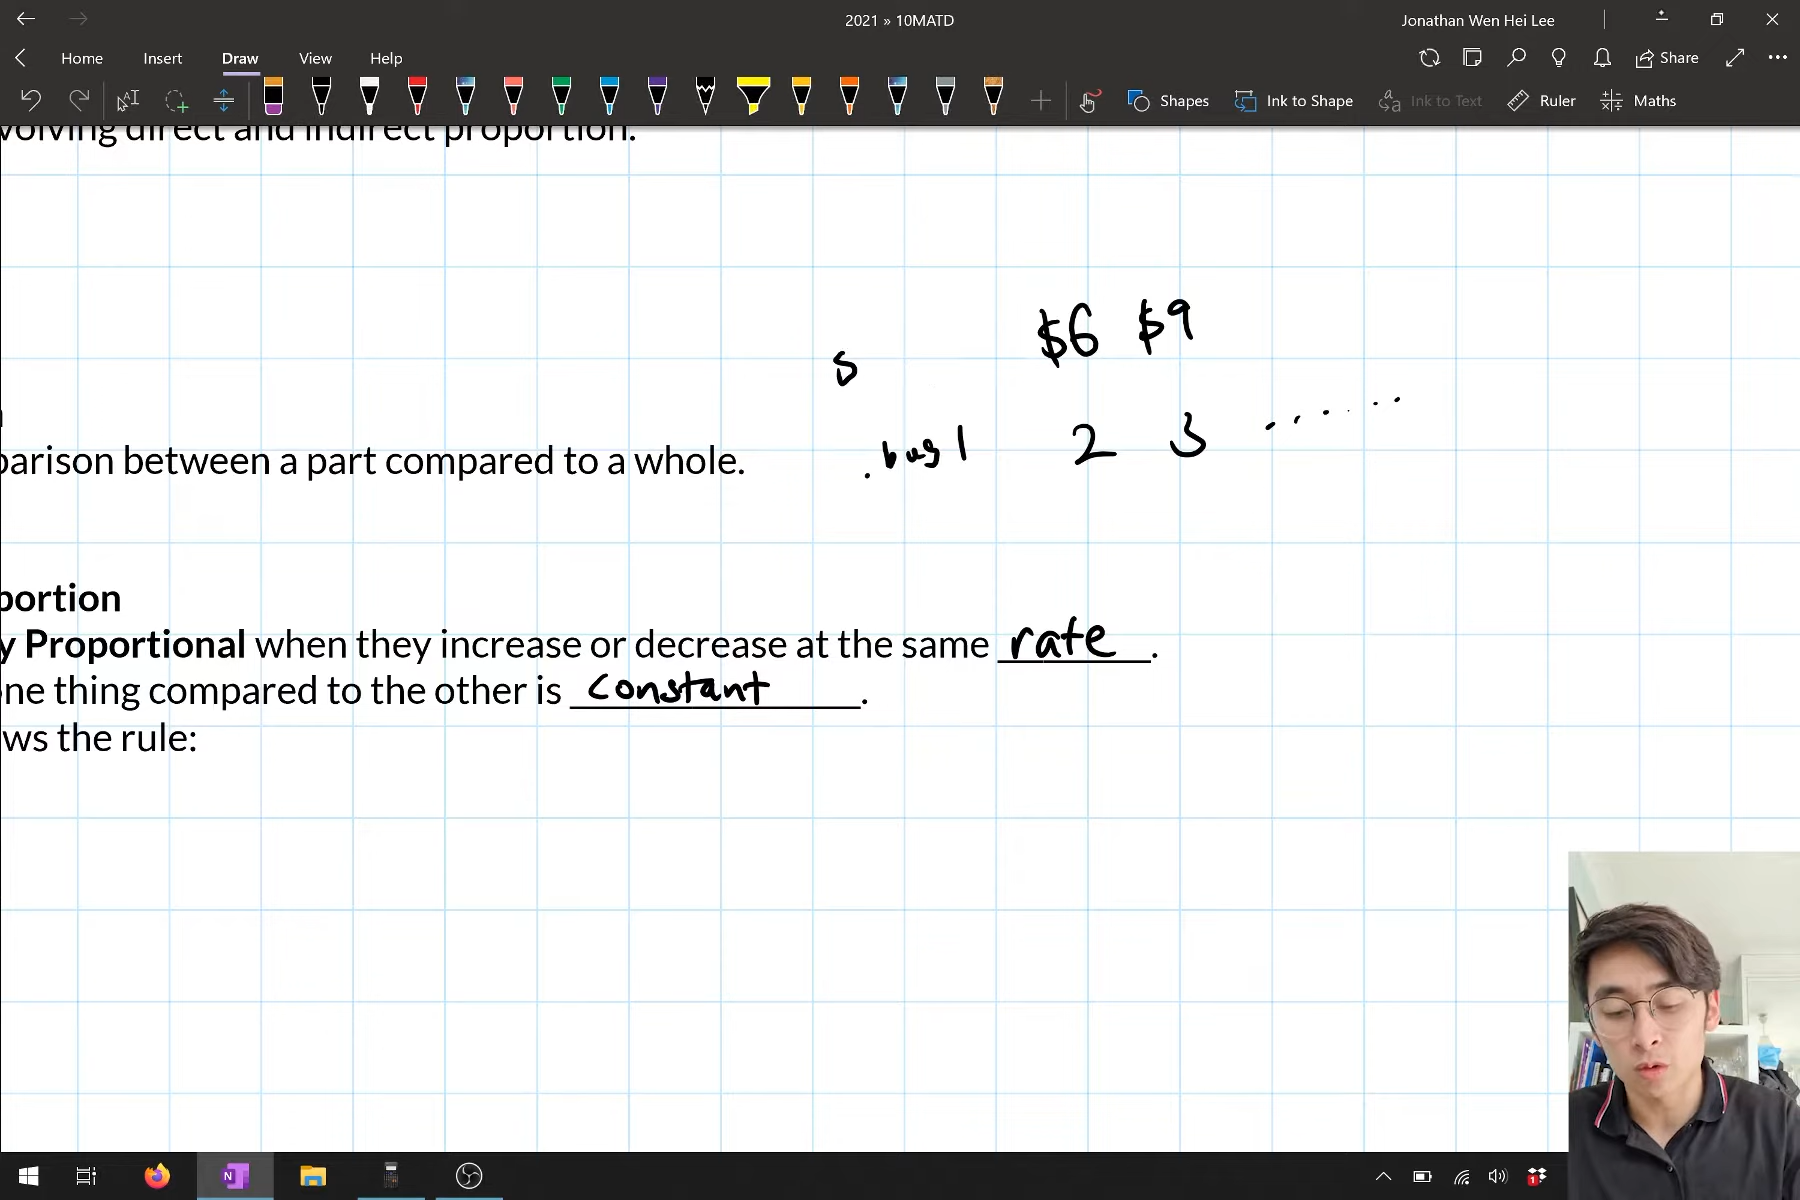 2021 » 10MATD
Jonathan Wen Hei Lee
Home Insert Draw View Help
Share
Shapes Ink to Shape Ink to Text Ruler Maths
volving direct and indirect proportion.
$6 $9
s
. bag 1 2 3 ......
parison between a part compared to a whole.
portion
y Proportional when they increase or decrease at the same rate.
one thing compared to the other is constant.
ws the rule: